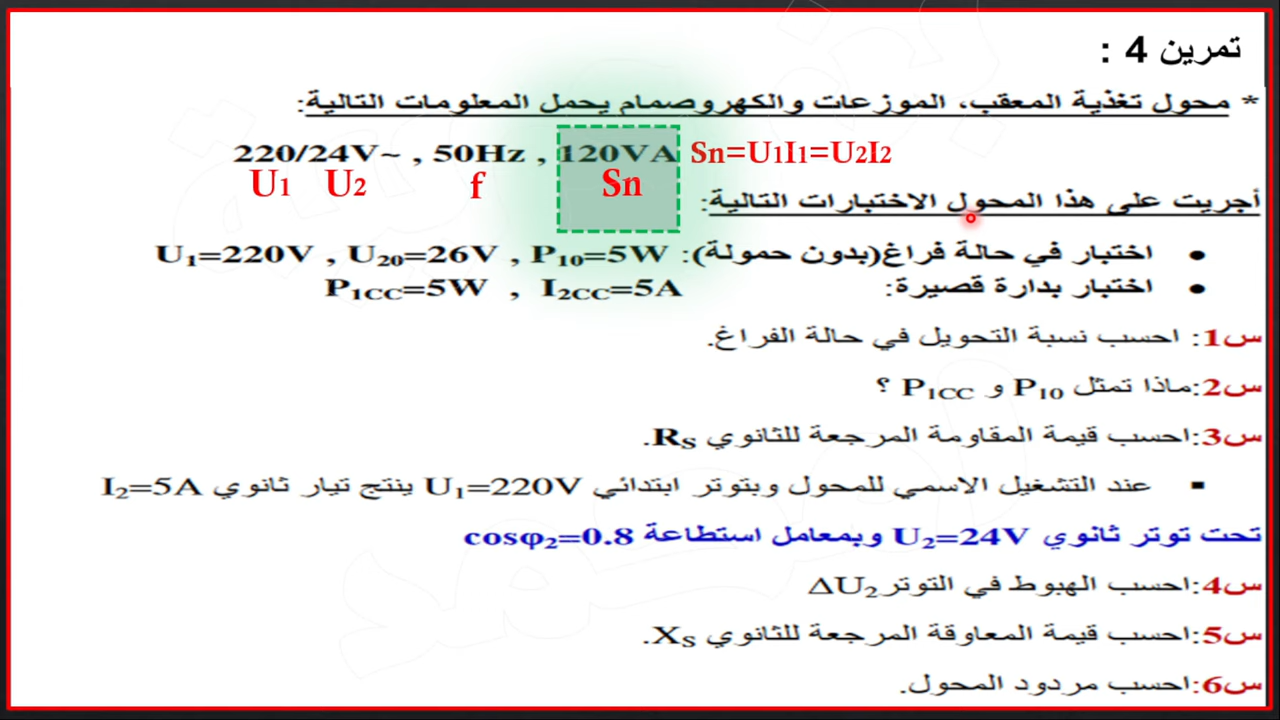 تمرين 4 :
* محول تغذية المعقب، الموزعات والكهروصمام يحمل المعلومات التالية:
220/24V~ , 50Hz , 120VA Sn=U1I1=U2I2
U1 U2 f Sn
أجريت على هذا المحول الاختبارات التالية:
• اختبار في حالة فراغ(بدون حمولة): U₁=220V , U₂₀=26V , P₁₀=5W
• اختبار بدارة قصيرة: P₁CC=5W , I₂CC=5A
س1: احسب نسبة التحويل في حالة الفراغ.
س2:ماذا تمثل P₁₀ و P₁CC ؟
س3:احسب قيمة المقاومة المرجعة للثانوي RS.
▪ عند التشغيل الاسمي للمحول وبتوتر ابتدائي U₁=220V ينتج تيار ثانوي I₂=5A
تحت توتر ثانوي U₂=24V وبمعامل استطاعة cosφ₂=0.8
س4:احسب الهبوط في التوتر ΔU₂
س5:احسب قيمة المعاوقة المرجعة للثانوي XS.
س6:احسب مردود المحول.